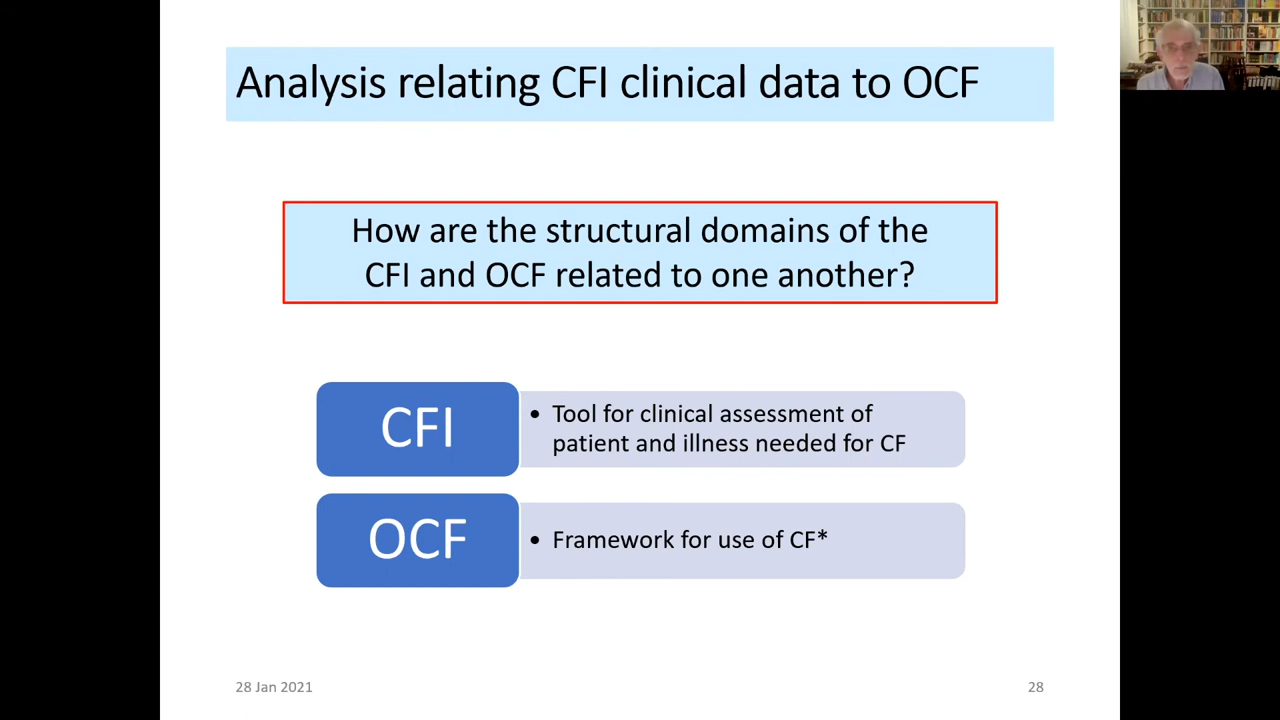 Analysis relating CFI clinical data to OCF
How are the structural domains of the
CFI and OCF related to one another?
CFI
• Tool for clinical assessment of
patient and illness needed for CF
OCF
• Framework for use of CF*
28 Jan 2021
28